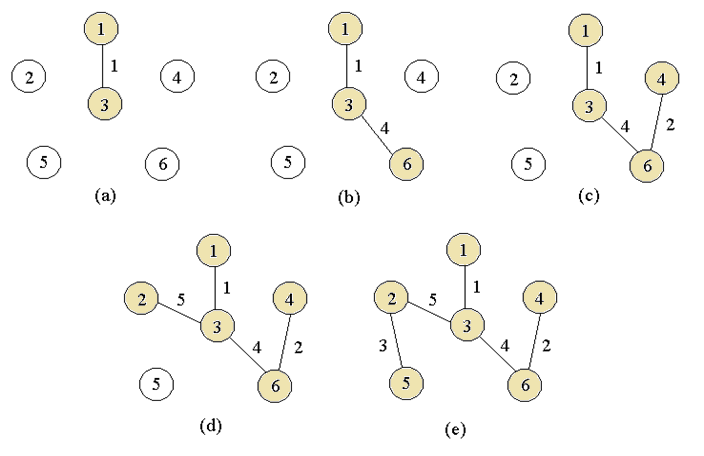 1 1 1
1 1 1
2 4 2 4 2 4
3 3 3
4 4 2
5 6 5 6 5 6
(a) (b) (c)
1 1
2 5 1 4 2 5 1 4
3 3
4 2 3 4 2
5 6 5 6
(d) (e)